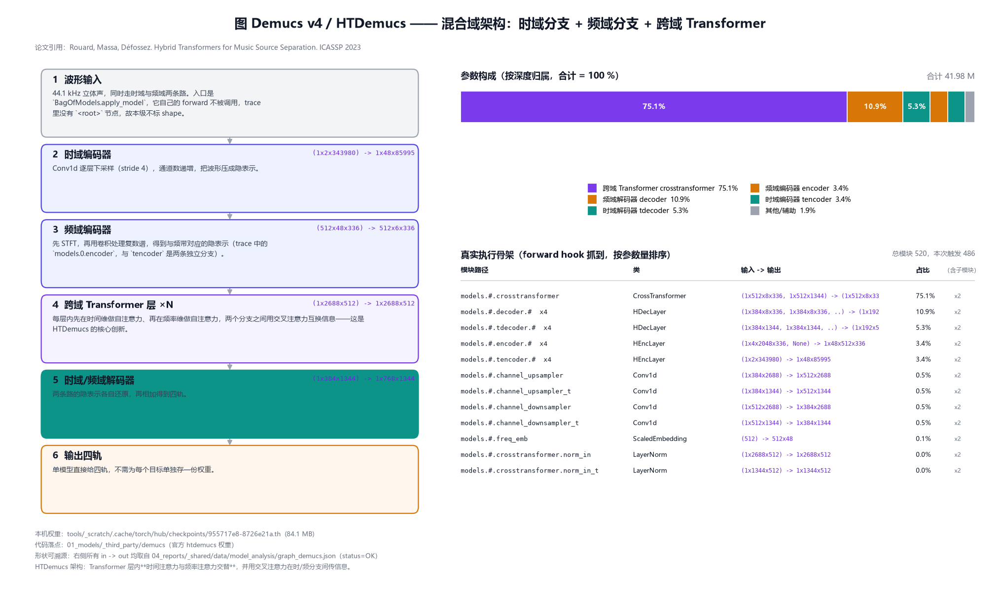 图 Demucs v4 / HTDemucs —— 混合域架构：时域分支 + 频域分支 + 跨域 Transformer
论文引用：Rouard, Massa, Défossez. Hybrid Transformers for Music Source Separation. ICASSP 2023
1 波形输入
44.1 kHz 立体声，同时走时域与频域两条路。入口是
`BagOfModels.apply_model`，它自己的 forward 不被调用，trace
里没有 `<root>` 节点，故本级不标 shape。
2 时域编码器
(1x2x343980) -> 1x48x85995
Conv1d 逐层下采样（stride 4），通道数递增，把波形压成隐表示。
3 频域编码器
(512x48x336) -> 512x6x336
先 STFT，再用卷积处理复数谱，得到与频带对应的隐表示（trace 中的
`models.0.encoder`，与 `tencoder` 是两条独立分支）。
4 跨域 Transformer 层 ×N
(1x2688x512) -> 1x2688x512
每层内先在时间维做自注意力、再在频率维做自注意力，两个分支之间用交叉注意力互换信息——这是
HTDemucs 的核心创新。
5 时域/频域解码器
(1x384x1344) -> 1x768x1344
两条路的隐表示各自还原，再相加得到四轨。
6 输出四轨
单模型直接给四轨，不需为每个目标单独存一份权重。
参数构成（按深度归属，合计 = 100 %）
合计 41.98 M
75.1%
10.9%
5.3%
跨域 Transformer crosstransformer 75.1%
频域编码器 encoder 3.4%
频域解码器 decoder 10.9%
时域编码器 tencoder 3.4%
时域解码器 tdecoder 5.3%
其他/辅助 1.9%
真实执行骨架（forward hook 抓到，按参数量排序）
总模块 520，本次触发 486
模块路径 类 输入 -> 输出 占比 (含子模块)
models.#.crosstransformer CrossTransformer (1x512x8x336, 1x512x1344) -> (1x512x8x33 75.1% x2
models.#.decoder.# x4 HDecLayer (1x384x8x336, 1x384x8x336, ..) -> (1x192 10.9% x2
models.#.tdecoder.# x4 HDecLayer (1x384x1344, 1x384x1344, ..) -> (1x192x5 5.3% x2
models.#.encoder.# x4 HEncLayer (1x4x2048x336, None) -> 1x48x512x336 3.4% x2
models.#.tencoder.# x4 HEncLayer (1x2x343980) -> 1x48x85995 3.4% x2
models.#.channel_upsampler Conv1d (1x384x2688) -> 1x512x2688 0.5% x2
models.#.channel_upsampler_t Conv1d (1x384x1344) -> 1x512x1344 0.5% x2
models.#.channel_downsampler Conv1d (1x512x2688) -> 1x384x2688 0.5% x2
models.#.channel_downsampler_t Conv1d (1x512x1344) -> 1x384x1344 0.5% x2
models.#.freq_emb ScaledEmbedding (512) -> 512x48 0.1% x2
models.#.crosstransformer.norm_in LayerNorm (1x2688x512) -> 1x2688x512 0.0% x2
models.#.crosstransformer.norm_in_t LayerNorm (1x1344x512) -> 1x1344x512 0.0% x2
本机权重：tools/_scratch/.cache/torch/hub/checkpoints/955717e8-8726e21a.th（84.1 MB）
代码落点：01_models/_third_party/demucs（官方 htdemucs 权重）
形状可溯源：右侧所有 in -> out 均取自 04_reports/_shared/data/model_analysis/graph_demucs.json（status=OK）
HTDemucs 架构：Transformer 层内**时间注意力与频率注意力交替**，并用交叉注意力在时/频分支间传信息。